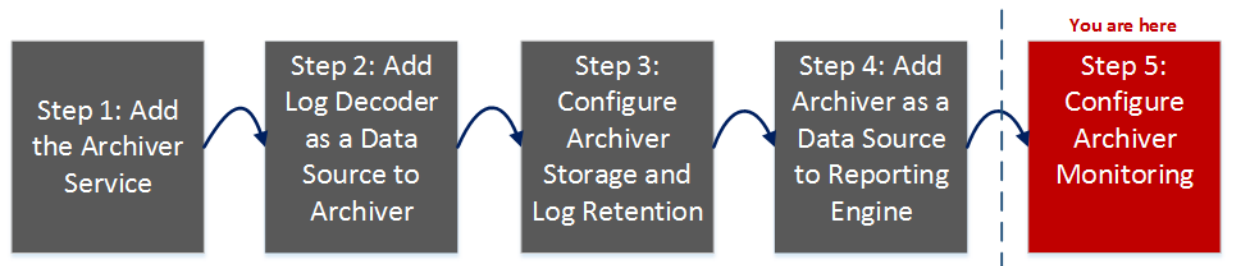 You are here
Step 1: Add
the Archiver
Service
Step 2: Add
Log Decoder
as a Data
Source to
Archiver
Step 3:
Configure
Archiver
Storage and
Log Retention
Step 4: Add
Archiver as a
Data Source
to Reporting
Engine
Step 5:
Configure
Archiver
Monitoring